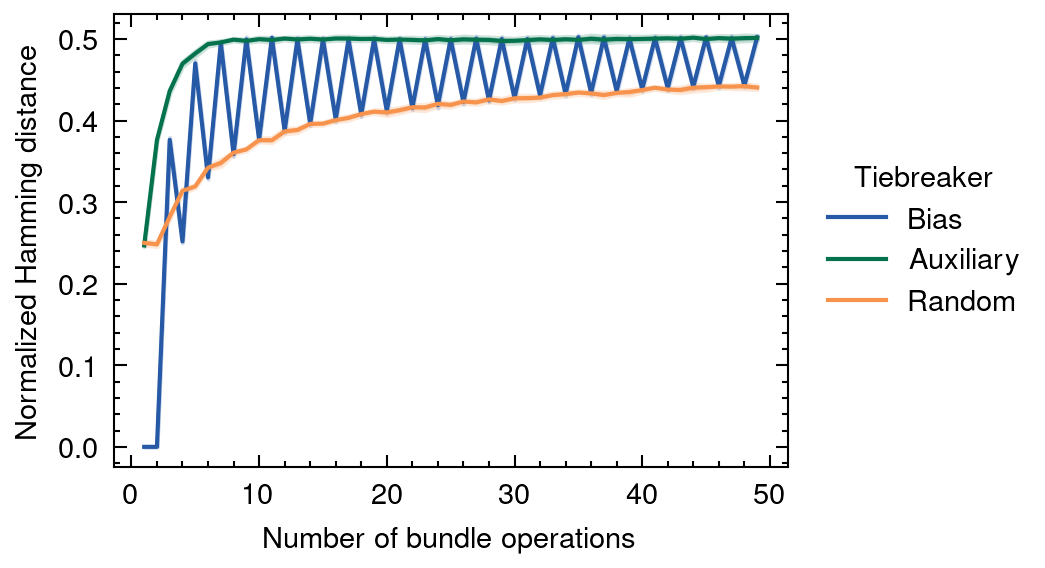 Normalized Hamming distance
0.5
0.4
0.3
0.2
0.1
0.0
0
10
20
30
40
50
Number of bundle operations
Tiebreaker
Bias
Auxiliary
Random